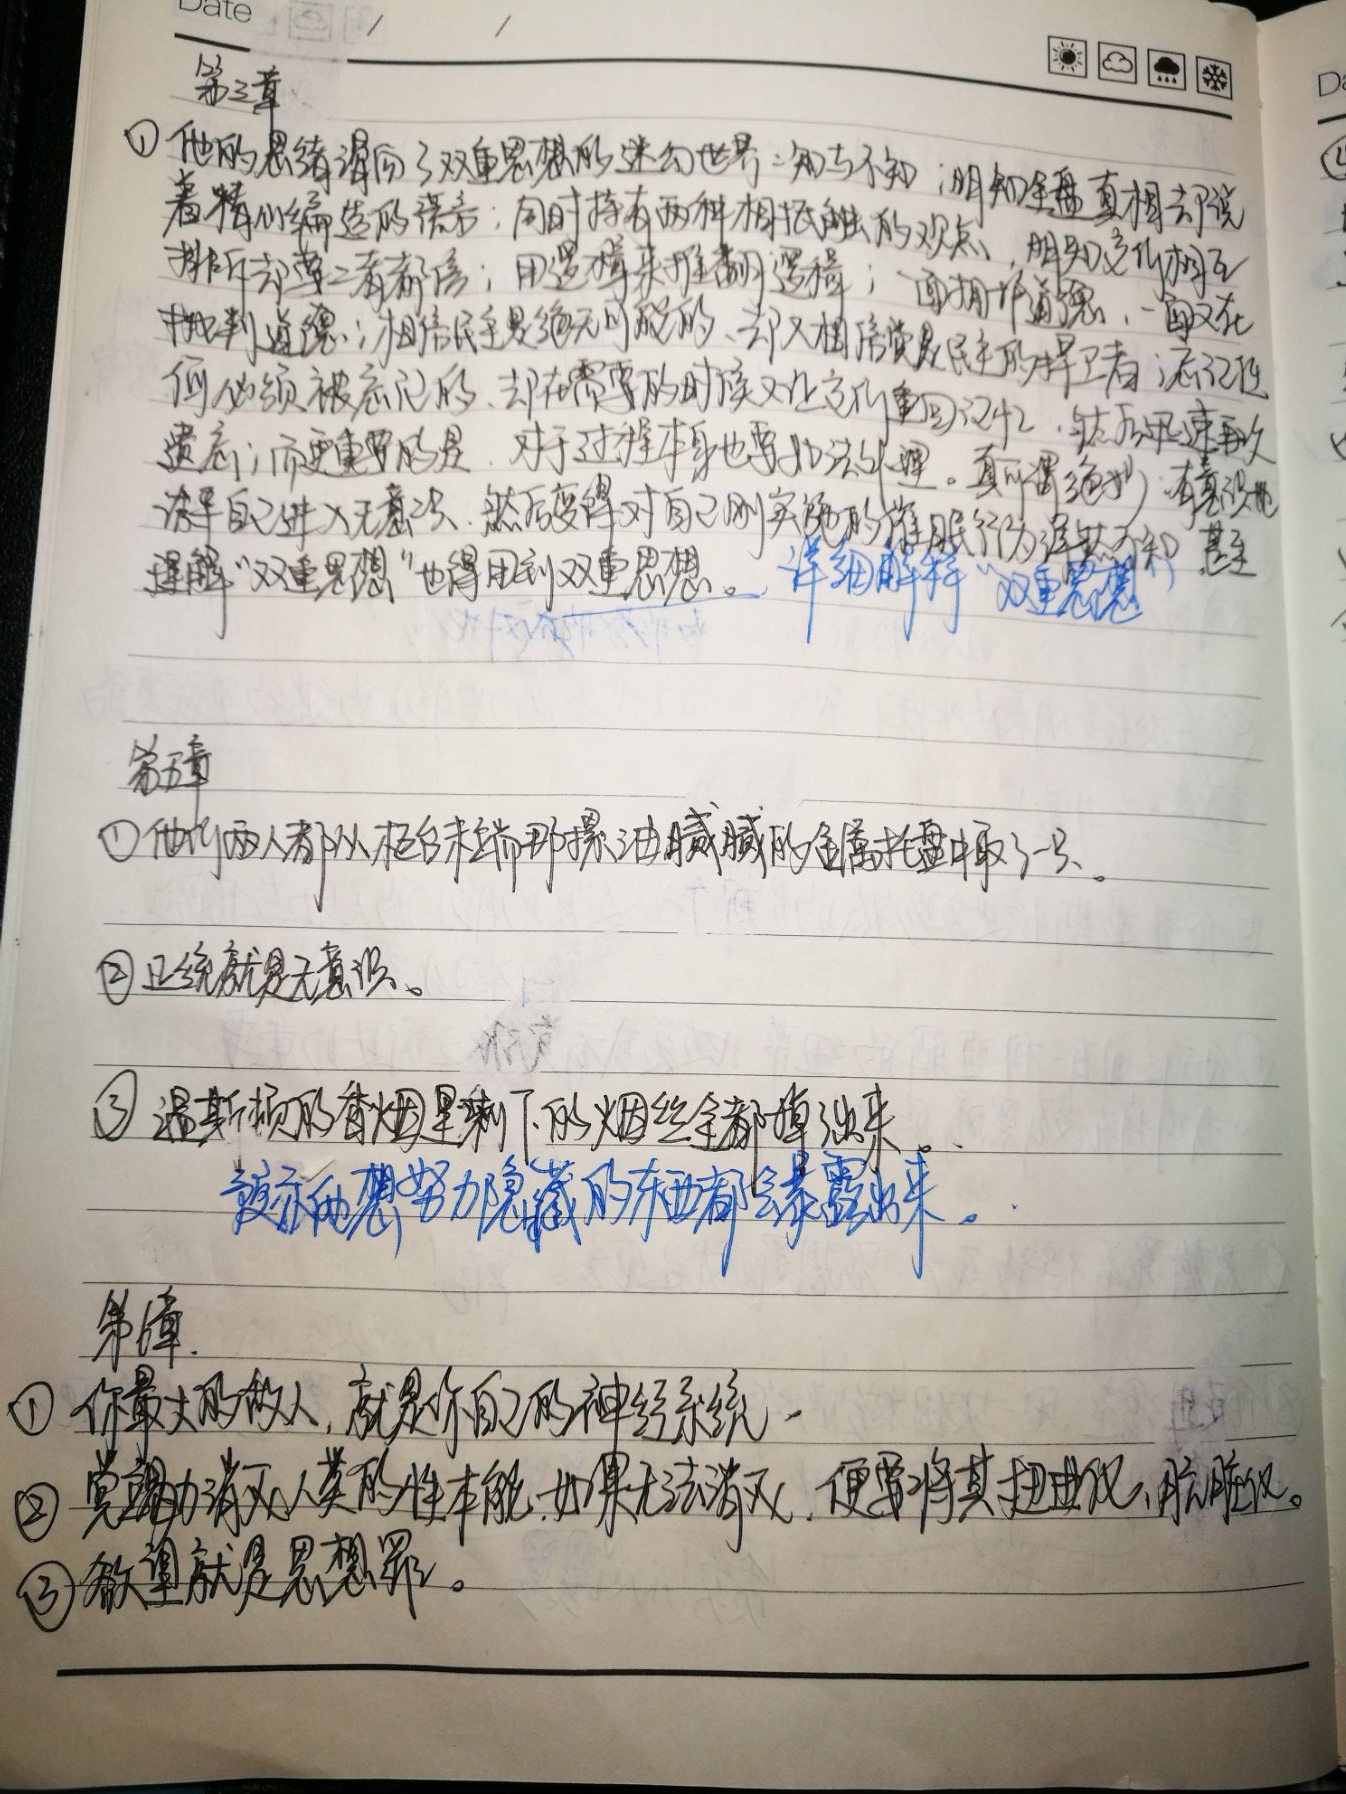 Date / /
第三章
① 他的思绪滑向了双重思想的迷幻世界：知与不知；明知全盘真相却说
着精心编造的谎言；同时持有两种相抵触的观点，明知它们相互
排斥却要二者都信；用逻辑来推翻逻辑；一面拥护道德，一面又在
批判道德；相信民主是绝无可能的、却又相信党是民主的捍卫者；忘记任
何必须被忘记的、却在需要的时候又让它们重回记忆，然后迅速再次
遗忘；而更重要的是，对于过程本身也要如法处理。真可谓绝妙，有意识地
诱导自己进入无意识、然后变得对自己刚实施的催眠行为浑然不知，甚至
理解“双重思想”也得用到双重思想。 详细解释“双重思想”
第五章
① 他们两人都从柜台末端那摞油腻腻的金属托盘中取了一只、。
② 正统就是无意识。
③ 温斯顿的香烟里剩下的烟丝全都掉了出来。
预示他想努力隐藏的东西都会暴露出来。
① 你最大的敌人，就是你自己的神经系统、
② 党竭力消灭人类的性本能、如果无法消灭、便要将其扭曲化、肮脏化。
③ 欲望就是思想罪。